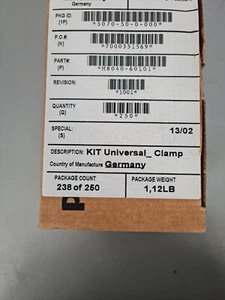 Germany
PKG ID.
(1P)
*5070-50-0-000*
P.O.#:
(K)
*7000351569*
PART#:
(P)
*M8040-60101*
REVISION:
*1001*
QUANTITY
(Q)
*250*
SPECIAL:
(S)
13/02
DESCRIPTION: KIT Universal_ Clamp
Country of Manufacture Germany
PACKAGE COUNT
238 of 250
PACKAGE WEIGHT
1,12LB